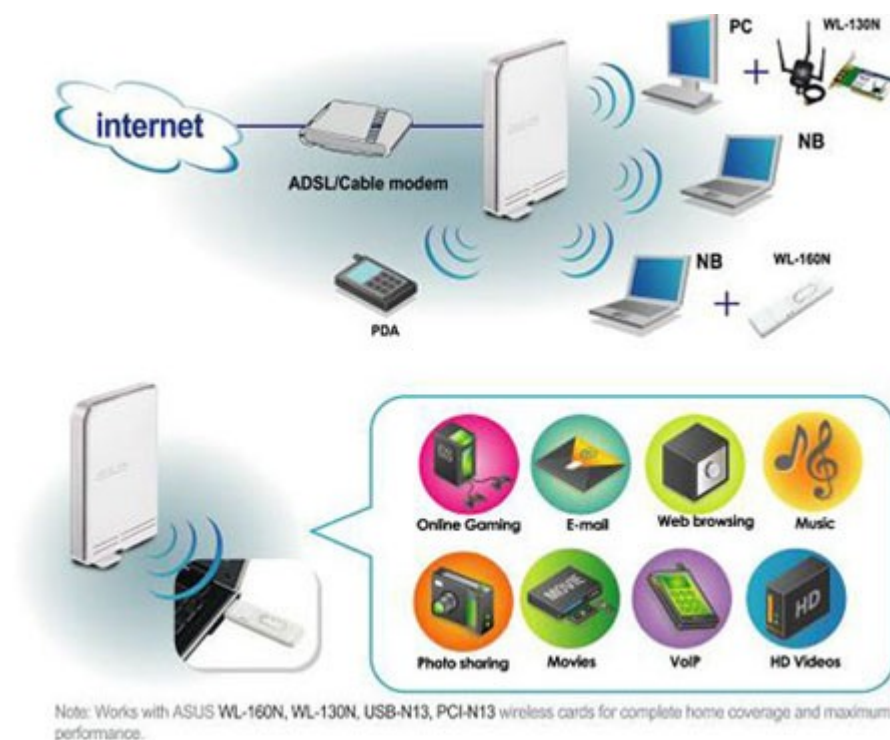 PC
WL-130N
internet
ADSL/Cable modem
NB
NB
WL-160N
PDA
Online Gaming
E-mail
Web browsing
Music
MOVIE
HD
Photo sharing
Movies
VoIP
HD Videos
Note: Works with ASUS WL-160N, WL-130N, USB-N13, PCI-N13 wireless cards for complete home coverage and maximum
performance.